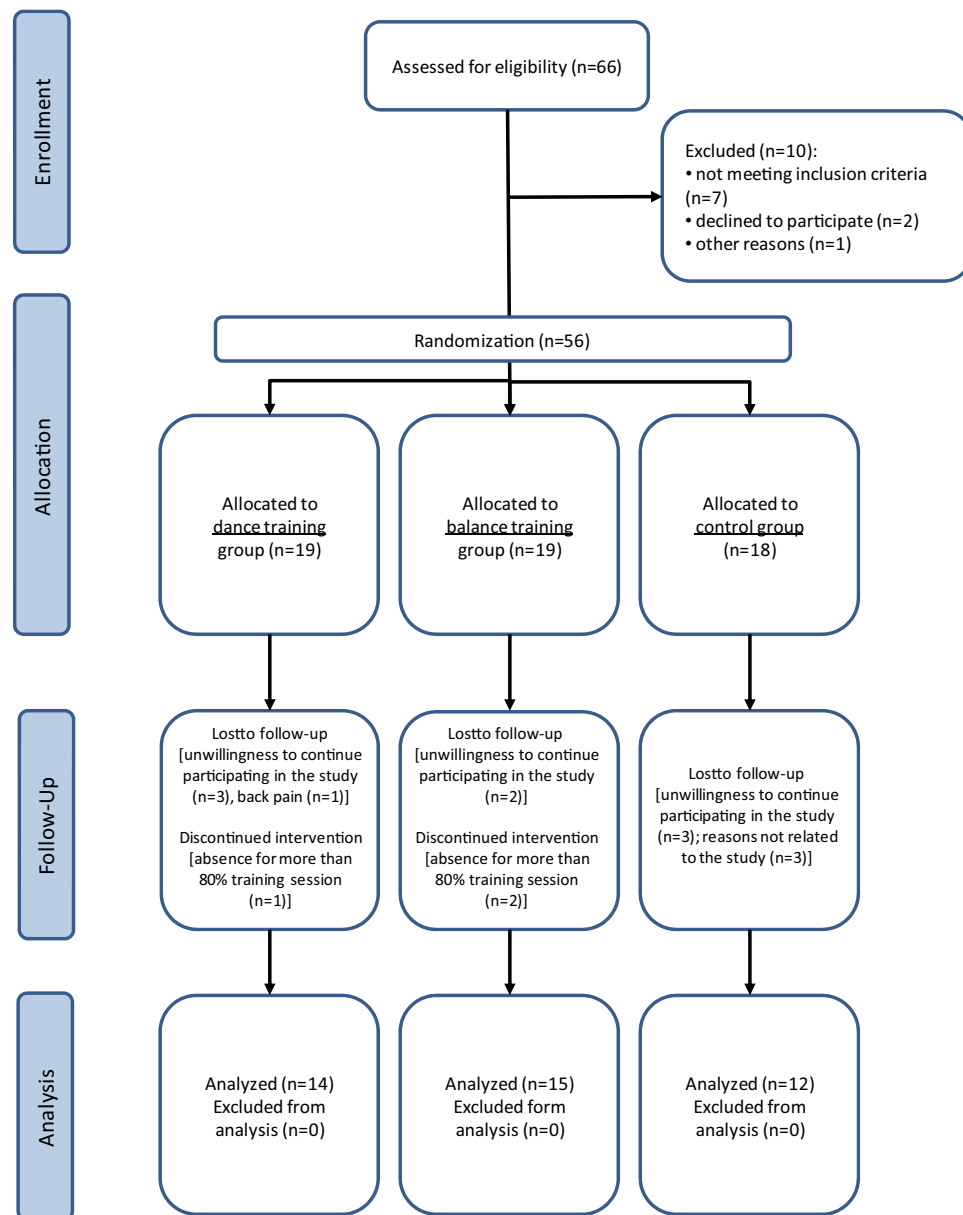 Enrollment
Assessed for eligibility (n=66)
Excluded (n=10):
• not meeting inclusion criteria
(n=7)
• declined to participate (n=2)
• other reasons (n=1)
Allocation
Randomization (n=56)
Allocated to
dance training
group (n=19)
Allocated to
balance training
group (n=19)
Allocated to
control group
(n=18)
Follow-Up
Lostto follow-up
[unwillingness to continue
participating in the study
(n=3), back pain (n=1)]
Discontinued intervention
[absence for more than
80% training session
(n=1)]
Lostto follow-up
[unwillingness to continue
participating in the study
(n=2)]
Discontinued intervention
[absence for more than
80% training session
(n=2)]
Lostto follow-up
[unwillingness to continue
participating in the study
(n=3); reasons not related
to the study (n=3)]
Analysis
Analyzed (n=14)
Excluded from
analysis (n=0)
Analyzed (n=15)
Excluded form
analysis (n=0)
Analyzed (n=12)
Excluded from
analysis (n=0)